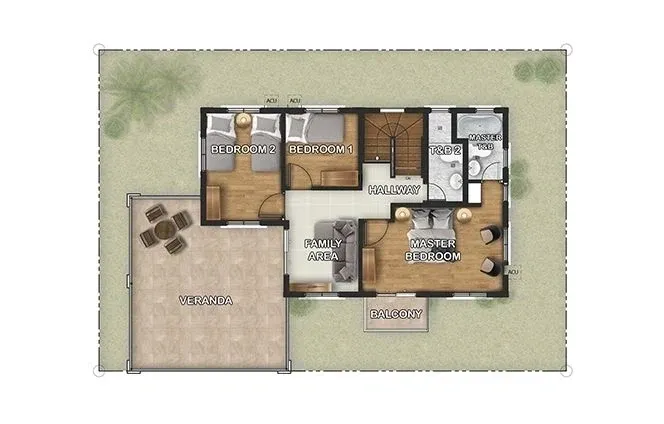 ACU ACU
BEDROOM 2
BEDROOM 1
T&B 2
MASTER
T&B
HALLWAY
FAMILY
AREA
MASTER
BEDROOM
ACU
VERANDA
BALCONY